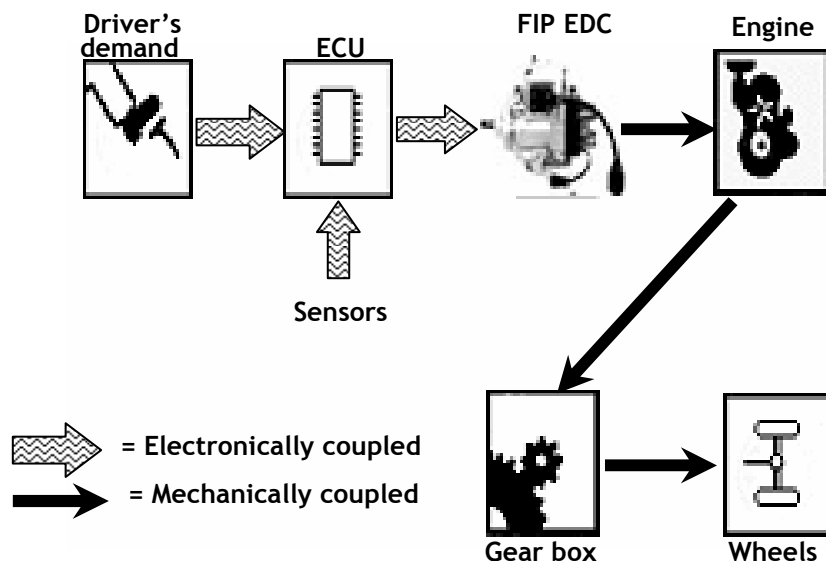 Driver’s
demand
ECU
FIP EDC
Engine
Sensors
= Electronically coupled
= Mechanically coupled
Gear box
Wheels